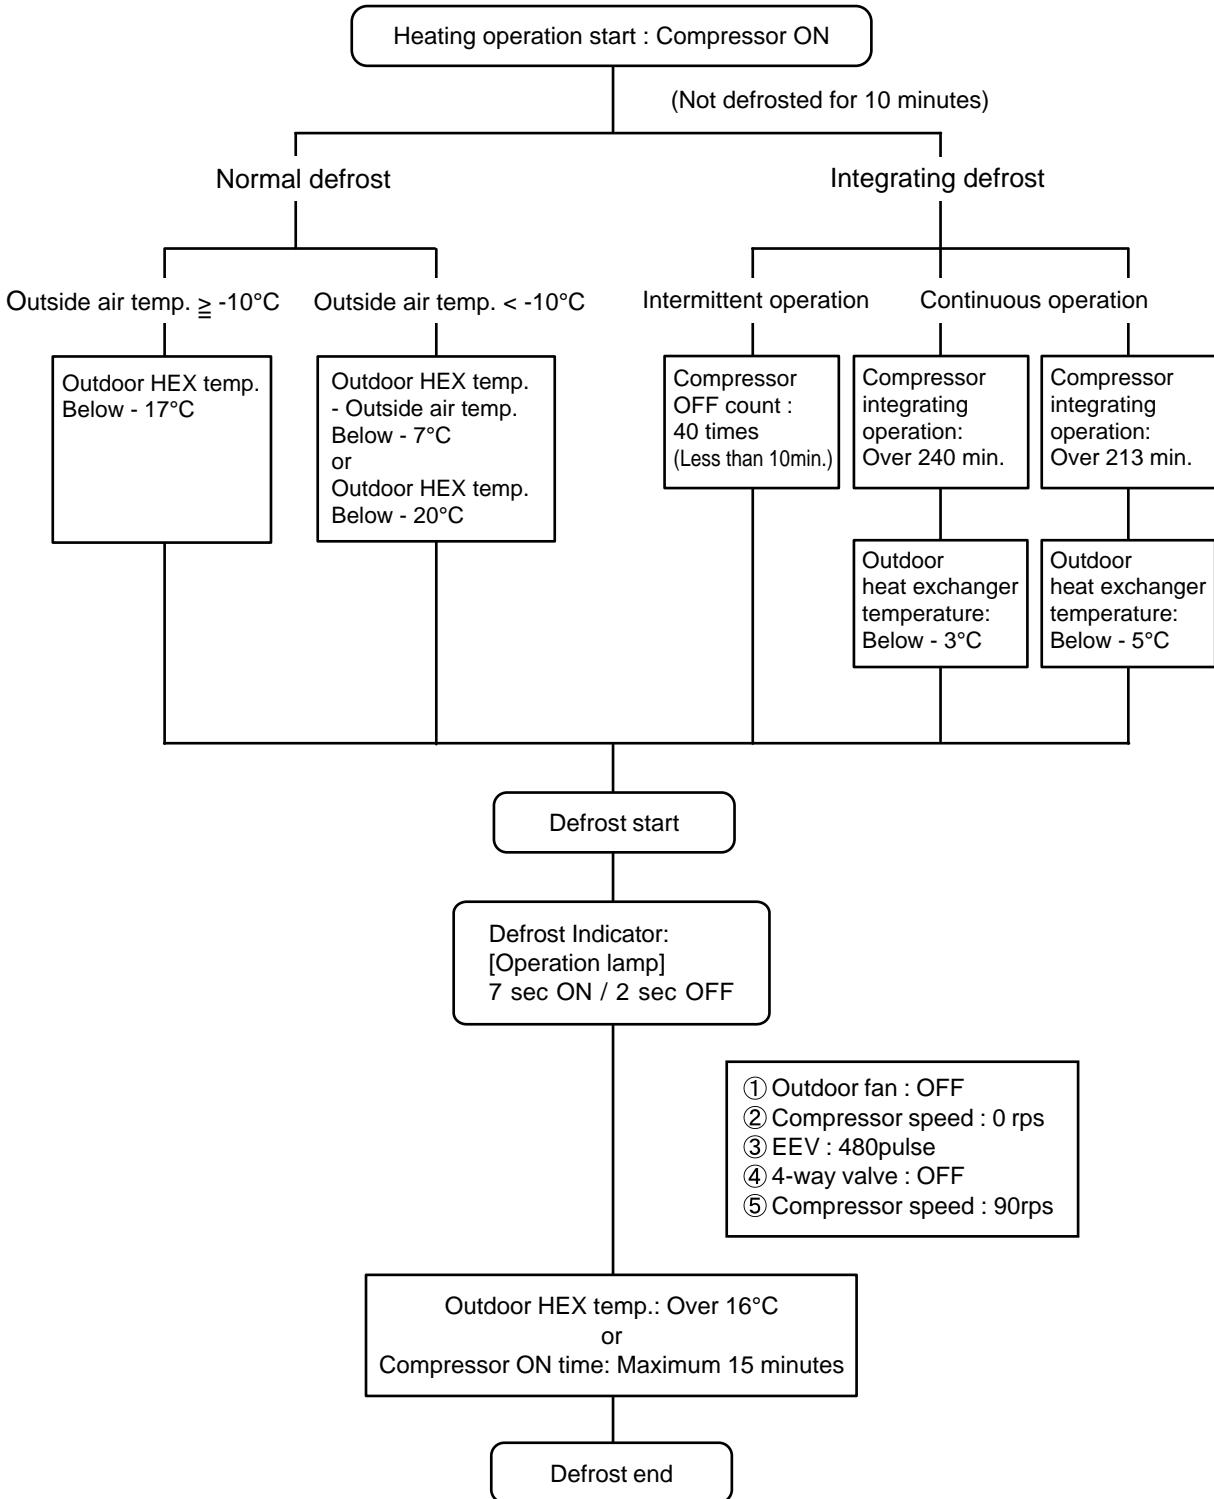 Heating operation start : Compressor ON
(Not defrosted for 10 minutes)
Normal defrost
Integrating defrost
Outside air temp. ≧ -10°C
Outside air temp. < -10°C
Intermittent operation
Continuous operation
Outdoor HEX temp.
Below - 17°C
Outdoor HEX temp.
- Outside air temp.
Below - 7°C
or
Outdoor HEX temp.
Below - 20°C
Compressor
OFF count :
40 times
(Less than 10min.)
Compressor
integrating
operation:
Over 240 min.
Compressor
integrating
operation:
Over 213 min.
Outdoor
heat exchanger
temperature:
Below - 3°C
Outdoor
heat exchanger
temperature:
Below - 5°C
Defrost start
Defrost Indicator:
[Operation lamp]
7 sec ON / 2 sec OFF
① Outdoor fan : OFF
② Compressor speed : 0 rps
③ EEV : 480pulse
④ 4-way valve : OFF
⑤ Compressor speed : 90rps
Outdoor HEX temp.: Over 16°C
or
Compressor ON time: Maximum 15 minutes
Defrost end